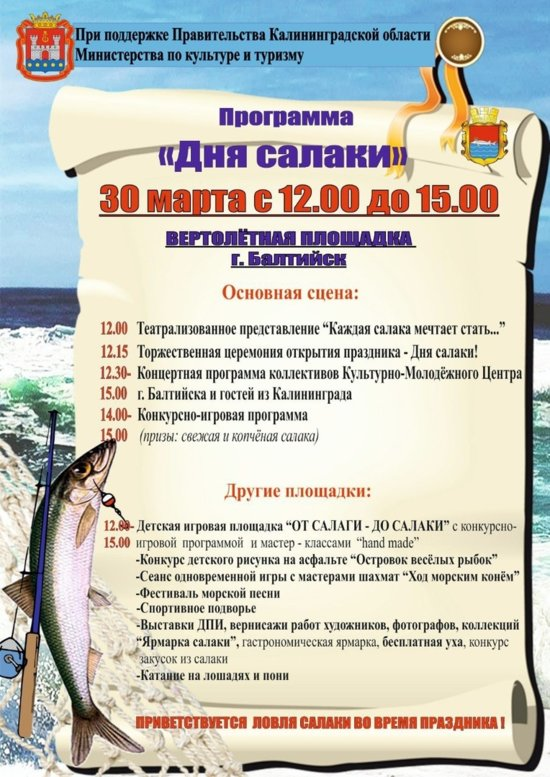 При поддержке Правительства Калининградской области
Министерства по культуре и туризму
Программа
«Дня салаки»
30 марта с 12.00 до 15.00
ВЕРТОЛЁТНАЯ ПЛОЩАДКА
г. Балтийск
Основная сцена:
12.00 Театрализованное представление “Каждая салака мечтает стать...”
12.15 Торжественная церемония открытия праздника - Дня салаки!
12.30- Концертная программа коллективов Культурно-Молодёжного Центра
15.00 г. Балтийска и гостей из Калининграда
14.00- Конкурсно-игровая программа
15.00 (призы: свежая и копчёная салака)
Другие площадки:
12.00- Детская игровая площадка “ОТ САЛАГИ - ДО САЛАКИ” с конкурсно-
15.00 игровой программой и мастер - классами “hand made”
-Конкурс детского рисунка на асфальте “Островок весёлых рыбок”
-Сеанс одновременной игры с мастерами шахмат “Ход морским конём”
-Фестиваль морской песни
-Спортивное подворье
-Выставки ДПИ, вернисажи работ художников, фотографов, коллекций
“Ярмарка салаки”, гастрономическая ярмарка, бесплатная уха, конкурс
закусок из салаки
-Катание на лошадях и пони
ПРИВЕТСТВУЕТСЯ ЛОВЛЯ САЛАКИ ВО ВРЕМЯ ПРАЗДНИКА !